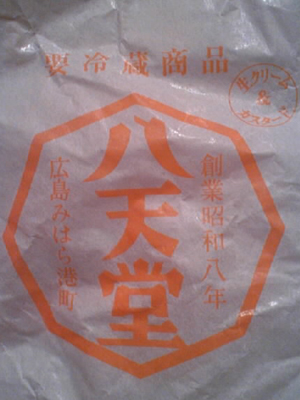 要冷蔵商品
生クリーム
&
カスタード
八天堂
創業昭和八年
広島みはら港町